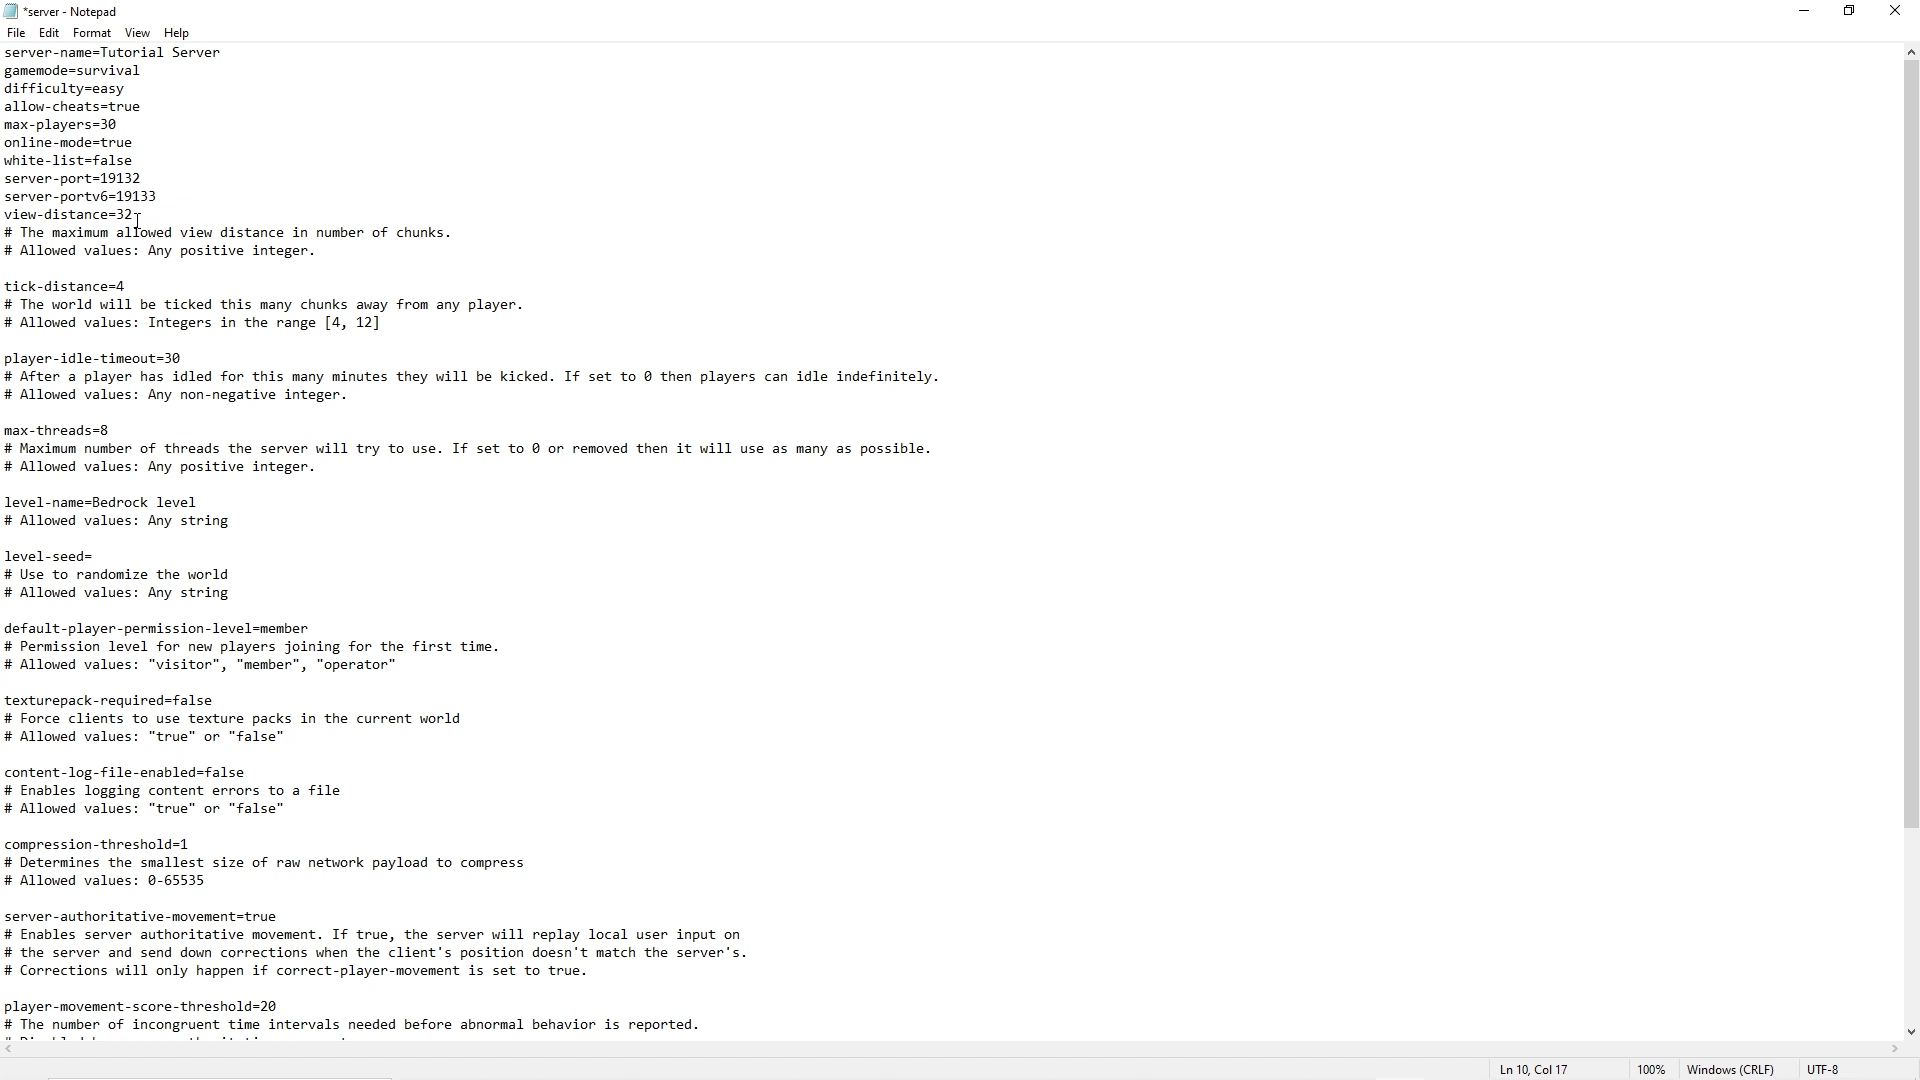 *server - Notepad
File Edit Format View Help
server-name=Tutorial Server
gamemode=survival
difficulty=easy
allow-cheats=true
max-players=30
online-mode=true
white-list=false
server-port=19132
server-portv6=19133
view-distance=32
# The maximum allowed view distance in number of chunks.
# Allowed values: Any positive integer.
tick-distance=4
# The world will be ticked this many chunks away from any player.
# Allowed values: Integers in the range [4, 12]
player-idle-timeout=30
# After a player has idled for this many minutes they will be kicked. If set to 0 then players can idle indefinitely.
# Allowed values: Any non-negative integer.
max-threads=8
# Maximum number of threads the server will try to use. If set to 0 or removed then it will use as many as possible.
# Allowed values: Any positive integer.
level-name=Bedrock level
# Allowed values: Any string
level-seed=
# Use to randomize the world
# Allowed values: Any string
default-player-permission-level=member
# Permission level for new players joining for the first time.
# Allowed values: "visitor", "member", "operator"
texturepack-required=false
# Force clients to use texture packs in the current world
# Allowed values: "true" or "false"
content-log-file-enabled=false
# Enables logging content errors to a file
# Allowed values: "true" or "false"
compression-threshold=1
# Determines the smallest size of raw network payload to compress
# Allowed values: 0-65535
server-authoritative-movement=true
# Enables server authoritative movement. If true, the server will replay local user input on
# the server and send down corrections when the client's position doesn't match the server's.
# Corrections will only happen if correct-player-movement is set to true.
player-movement-score-threshold=20
# The number of incongruent time intervals needed before abnormal behavior is reported.
Ln 10, Col 17 100% Windows (CRLF) UTF-8